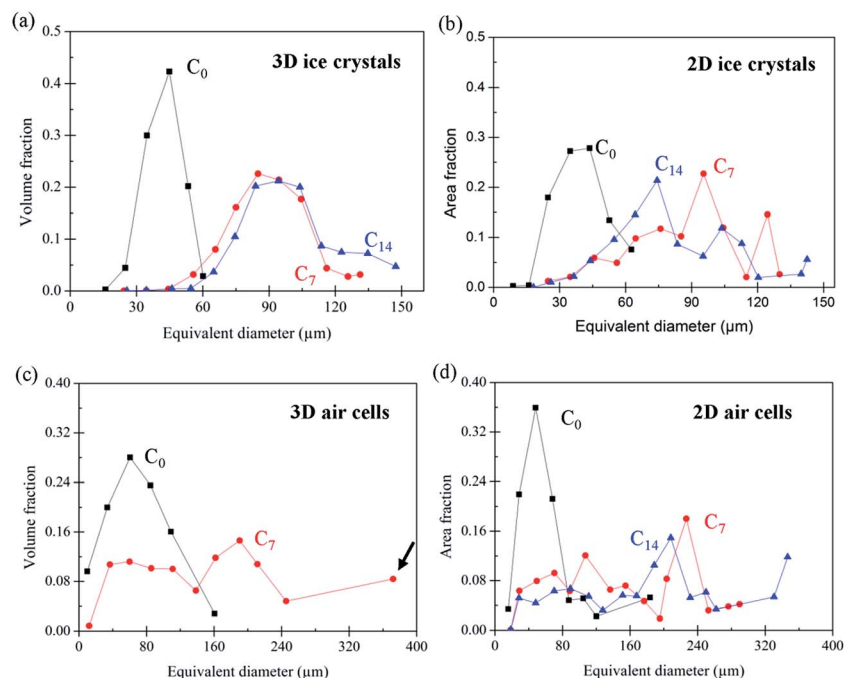 (a)
3D ice crystals
C0
C14
C7
Volume fraction
0.5
0.4
0.3
0.2
0.1
0.0
0 30 60 90 120 150
Equivalent diameter (µm)
(b)
2D ice crystals
C0
C14
C7
Area fraction
0.5
0.4
0.3
0.2
0.1
0.0
0 30 60 90 120 150
Equivalent diameter (µm)
(c)
3D air cells
C0
C7
Volume fraction
0.40
0.32
0.24
0.16
0.08
0.00
0 80 160 240 320 400
Equivalent diameter (µm)
(d)
2D air cells
C0
C14
C7
Area fraction
0.40
0.32
0.24
0.16
0.08
0.00
0 80 160 240 320 400
Equivalent diameter (µm)